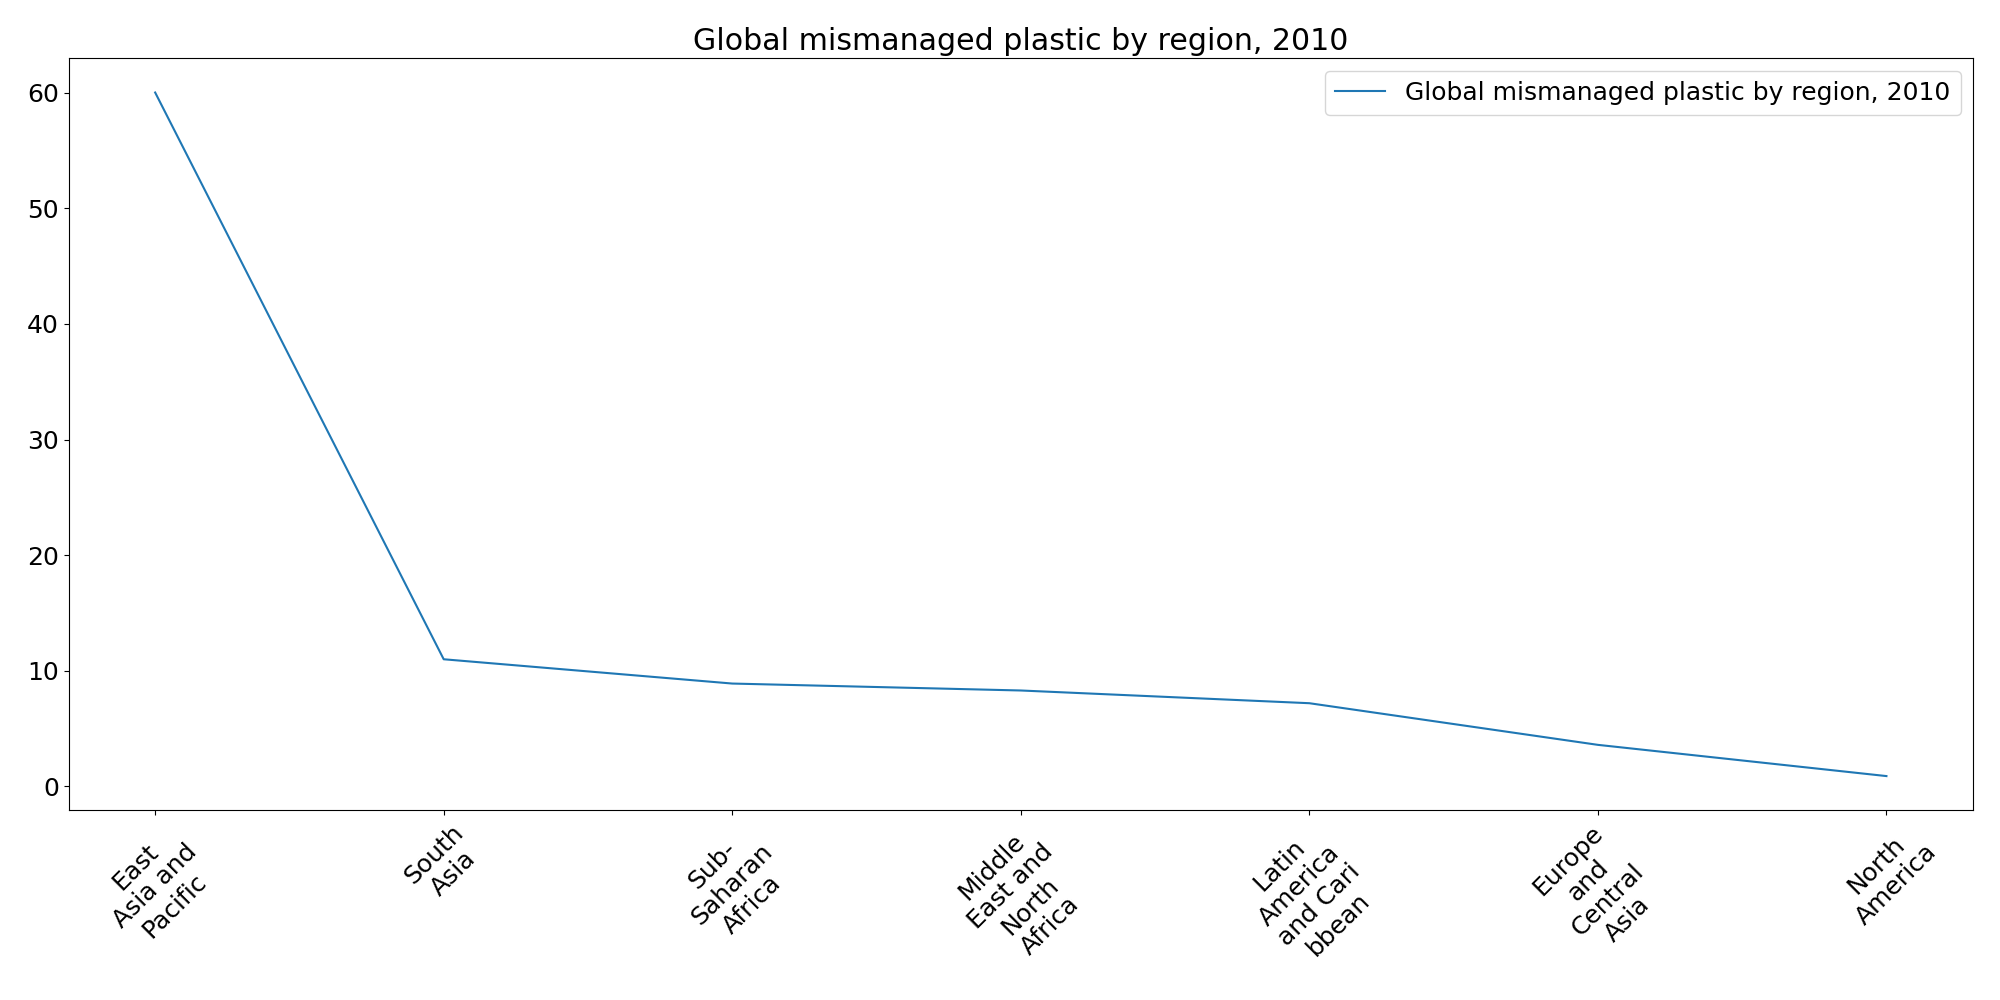 Global mismanaged plastic by region, 2010
Global mismanaged plastic by region, 2010
60
50
40
30
20
10
0
East
Asia and
Pacific
South
Asia
Sub-
Saharan
Africa
Middle
East and
North
Africa
Latin
America
and Cari
bbean
Europe
and
Central
Asia
North
America